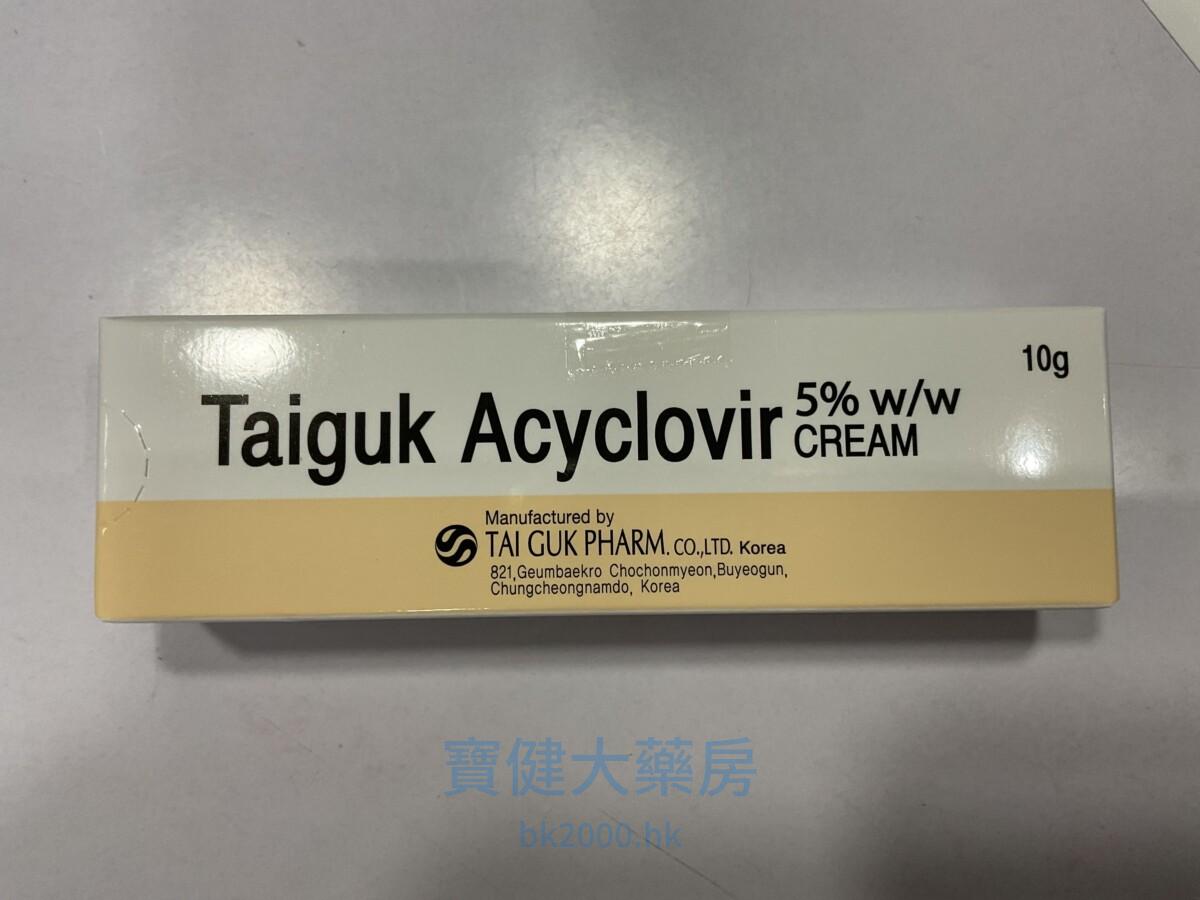 10g
Taiguk Acyclovir 5% w/w
CREAM
Manufactured by
TAI GUK PHARM. CO.,LTD. Korea
821,Geumbaekro Chochonmyeon,Buyeogun,
Chungcheongnamdo, Korea
寶健大藥房
bk2000.hk